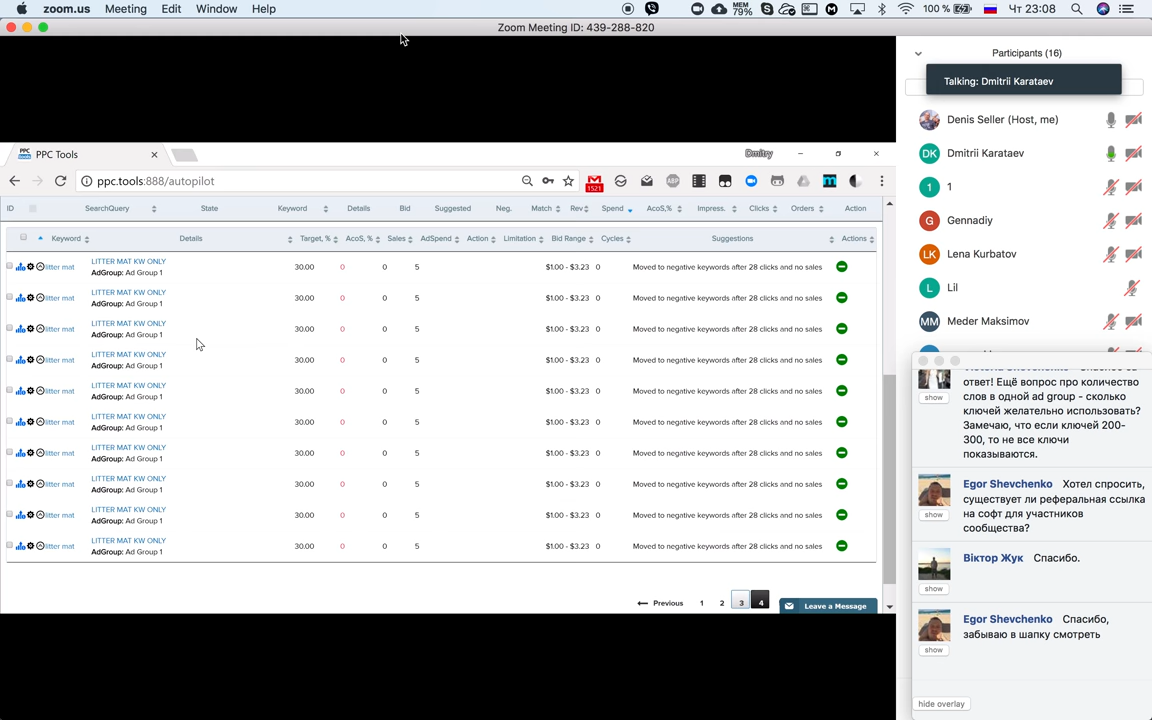 zoom.us Meeting Edit Window Help
MEM 79% 100 % Чт 23:08
Zoom Meeting ID: 439-288-820
Participants (16)
Talking: Dmitrii Karataev
Denis Seller (Host, me)
DK Dmitrii Karataev
1 1
G Gennadiy
LK Lena Kurbatov
L Lil
MM Meder Maksimov
PPC Tools
Dmitry
ppc.tools:888/autopilot
1521
ABP
ID SearchQuery State Keyword Details Bid Suggested Neg. Match Rev Spend AcoS,% Impress. Clicks Orders Action
Keyword Details Target, % AcoS, % Sales AdSpend Action Limitation Bid Range Cycles Suggestions Actions
litter mat LITTER MAT KW ONLY 30.00 0 0 5 $1.00 - $3.23 0 Moved to negative keywords after 28 clicks and no sales
AdGroup: Ad Group 1
litter mat LITTER MAT KW ONLY 30.00 0 0 5 $1.00 - $3.23 0 Moved to negative keywords after 28 clicks and no sales
AdGroup: Ad Group 1
litter mat LITTER MAT KW ONLY 30.00 0 0 5 $1.00 - $3.23 0 Moved to negative keywords after 28 clicks and no sales
AdGroup: Ad Group 1
litter mat LITTER MAT KW ONLY 30.00 0 0 5 $1.00 - $3.23 0 Moved to negative keywords after 28 clicks and no sales
AdGroup: Ad Group 1
litter mat LITTER MAT KW ONLY 30.00 0 0 5 $1.00 - $3.23 0 Moved to negative keywords after 28 clicks and no sales
AdGroup: Ad Group 1
litter mat LITTER MAT KW ONLY 30.00 0 0 5 $1.00 - $3.23 0 Moved to negative keywords after 28 clicks and no sales
AdGroup: Ad Group 1
litter mat LITTER MAT KW ONLY 30.00 0 0 5 $1.00 - $3.23 0 Moved to negative keywords after 28 clicks and no sales
AdGroup: Ad Group 1
litter mat LITTER MAT KW ONLY 30.00 0 0 5 $1.00 - $3.23 0 Moved to negative keywords after 28 clicks and no sales
AdGroup: Ad Group 1
litter mat LITTER MAT KW ONLY 30.00 0 0 5 $1.00 - $3.23 0 Moved to negative keywords after 28 clicks and no sales
AdGroup: Ad Group 1
litter mat LITTER MAT KW ONLY 30.00 0 0 5 $1.00 - $3.23 0 Moved to negative keywords after 28 clicks and no sales
AdGroup: Ad Group 1
Previous 1 2 3 4
Leave a Message
ответ! Ещё вопрос про количество
слов в одной ad group - сколько
ключей желательно использовать?
Замечаю, что если ключей 200-
300, то не все ключи
показываются.
show
Egor Shevchenko Хотел спросить,
существует ли реферальная ссылка
на софт для участников
сообщества?
show
Віктор Жук Спасибо.
show
Egor Shevchenko Спасибо,
забываю в шапку смотреть
show
hide overlay